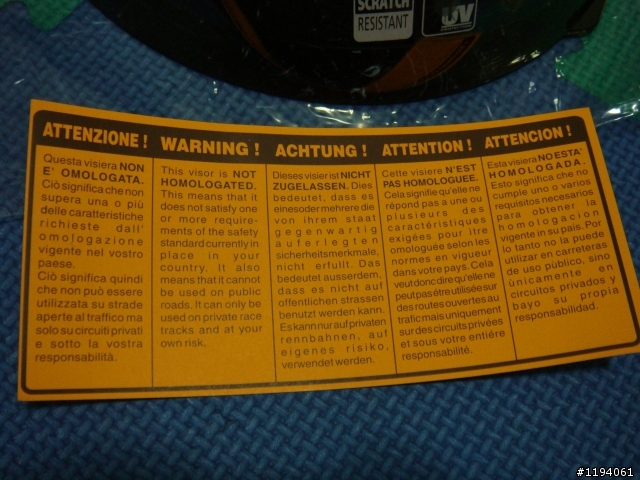 SCRATCH
RESISTANT
UV
ATTENZIONE !
Questa visiera NON
E' OMOLOGATA.
Ciò significa che non
supera una o più
delle caratteristiche
richieste dall'
omologazione
vigente nel vostro
paese.
Ciò significa quindi
che non può essere
utilizzata su strade
aperte al traffico ma
solo su circuiti privati
e sotto la vostra
responsabilità.
WARNING !
This visor is NOT
HOMOLOGATED.
This means that it
does not satisfy one
or more require-
ments of the safety
standard currently in
place in your
country. It also
means that it cannot
be used on public
roads. It can only be
used on private race
tracks and at your
own risk.
ACHTUNG !
Dieses visier ist NICHT
ZUGELASSEN. Dies
bedeutet, dass es
eines oder mehrere die
von ihrem staat
gegenwartig
auferlegten
sicherheitsmerkmale,
nicht erfullt. Das
bedeutet ausserdem,
dass es nicht auf
offentlichen strassen
benutzt werden kann.
Es kann nur auf privaten
rennbahnen, auf
eigenes risiko,
verwendet werden.
ATTENTION !
Cette visiere N'EST
PAS HOMOLOGUEE.
Cela signifie qu'elle ne
répond pas a une ou
plusieurs des
caractéristiques
exigées pour être
omologuée selon les
normes en vigueur
dans votre pays. Cela
veut donc dire qu'elle ne
peut pas être utilisée sur
des routes ouvertes au
trafic mais uniquement
sur des circuits privées
et sous votre entiére
responsabilité.
ATTENCION !
Esta visiera NO ESTA'
HOMOLOGADA.
Esto significa che no
cumple uno o varios
requisitos necesarios
para obtener la
homologacion
vigente in su pais. Por
lo tanto no la puede
utilizar en carreteras
de uso público, sino
únicamente en
circuitos privados y
bajo su propia
responsabilidad.
#1194061